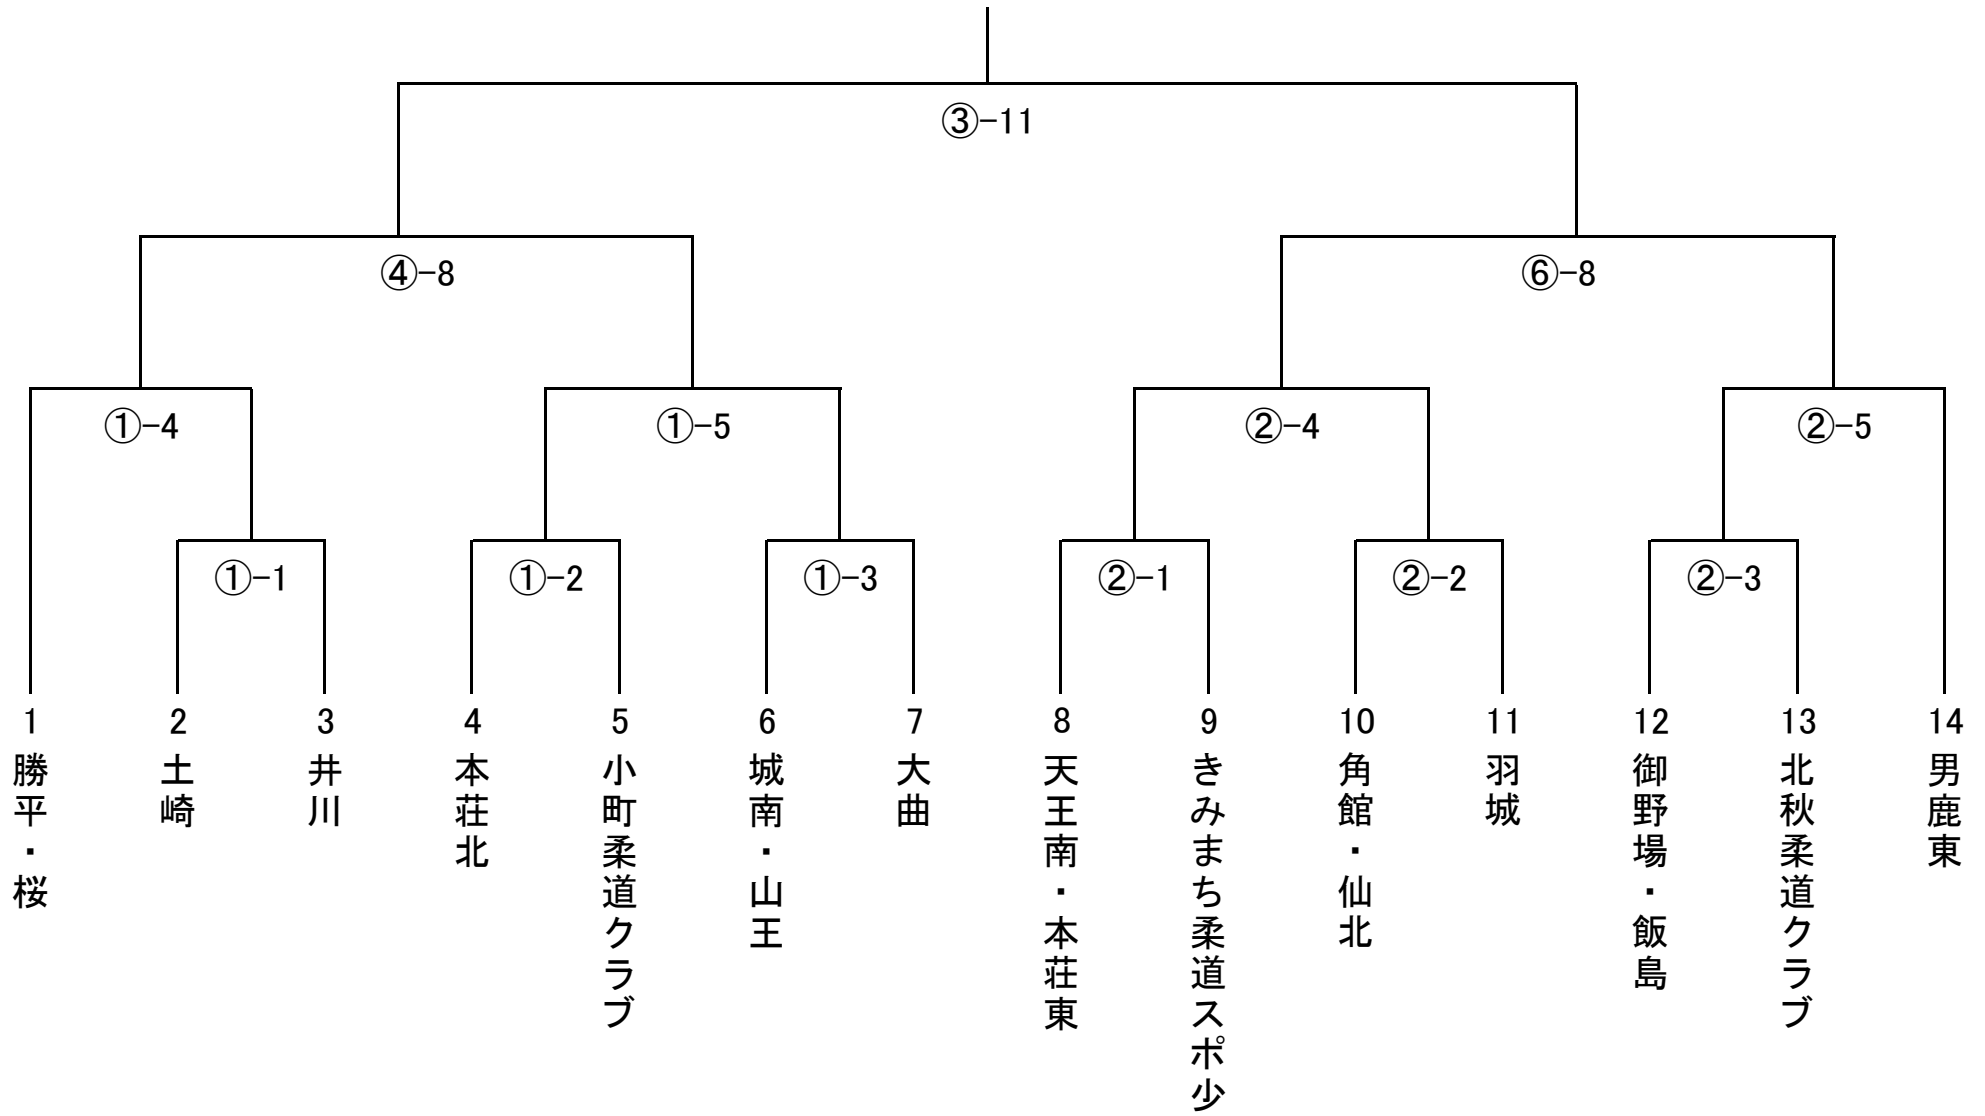 ③-11
④-8
⑥-8
①-4
①-5
②-4
②-5
①-1
①-2
①-3
②-1
②-2
②-3
1
2
3
4
5
6
7
8
9
10
11
12
13
14
勝平・桜
土崎
井川
本荘北
小町柔道クラブ
城南・山王
大曲
天王南・本荘東
きみまち柔道スポ少
角館・仙北
羽城
御野場・飯島
北秋柔道クラブ
男鹿東